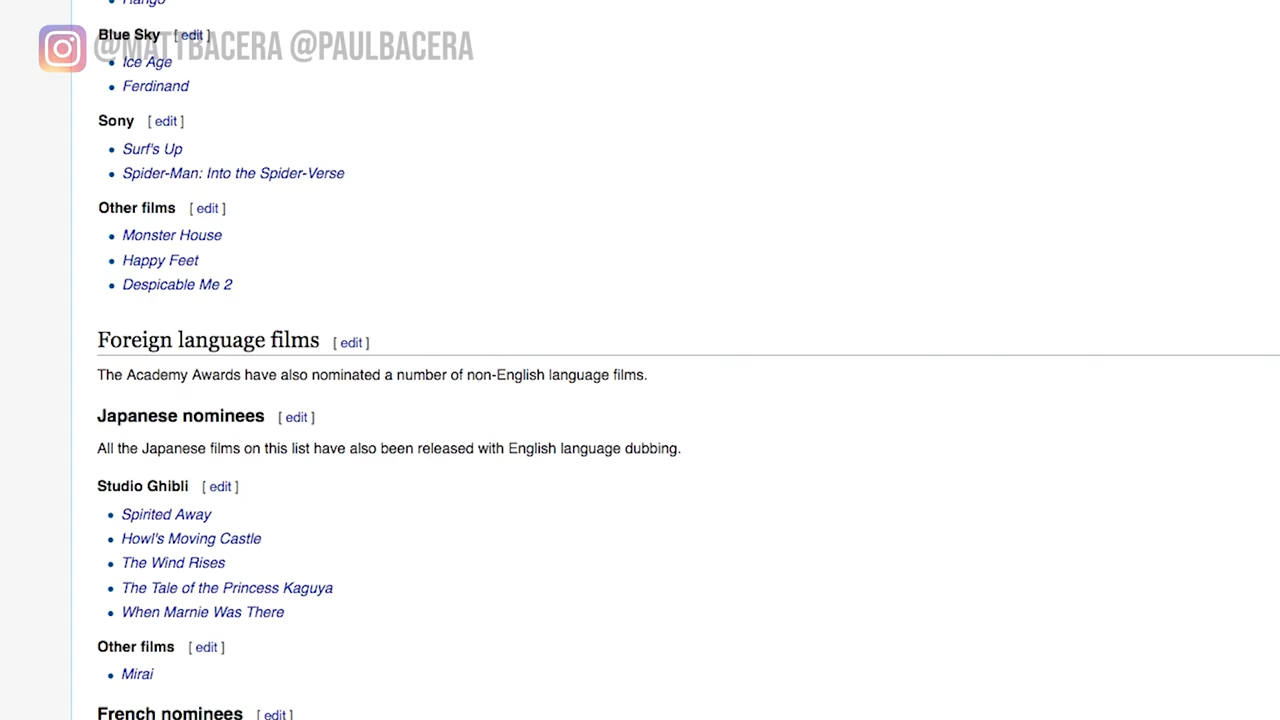 Rango
Blue Sky [ edit ]
@MATTBACERA @PAULBACERA
Ice Age
Ferdinand
Sony [ edit ]
Surf's Up
Spider-Man: Into the Spider-Verse
Other films [ edit ]
Monster House
Happy Feet
Despicable Me 2
Foreign language films [ edit ]
The Academy Awards have also nominated a number of non-English language films.
Japanese nominees [ edit ]
All the Japanese films on this list have also been released with English language dubbing.
Studio Ghibli [ edit ]
Spirited Away
Howl's Moving Castle
The Wind Rises
The Tale of the Princess Kaguya
When Marnie Was There
Other films [ edit ]
Mirai
French nominees [ edit ]